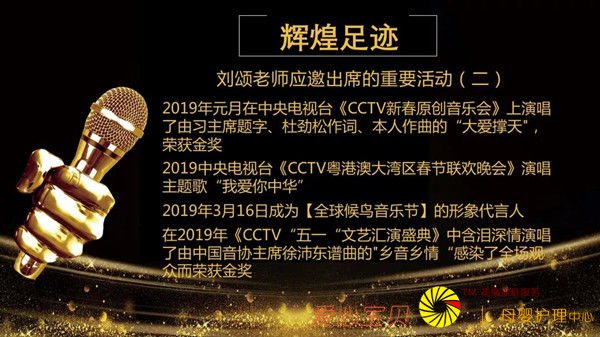 辉煌足迹
刘颂老师应邀出席的重要活动（二）
2019年元月在中央电视台《CCTV新春原创音乐会》上演唱
了由习主席题字、杜劲松作词、本人作曲的“大爱撑天"，
荣获金奖
2019中央电视台《CCTV粤港澳大湾区春节联欢晚会》演唱
主题歌“我爱你中华”
2019年3月16日成为【全球候鸟音乐节】的形象代言人
在2019年《CCTV“五一“文艺汇演盛典》中含泪深情演唱
了由中国音协主席徐沛东谱曲的"乡音乡情“感染了全场观
众而荣获金奖
母婴护理中心